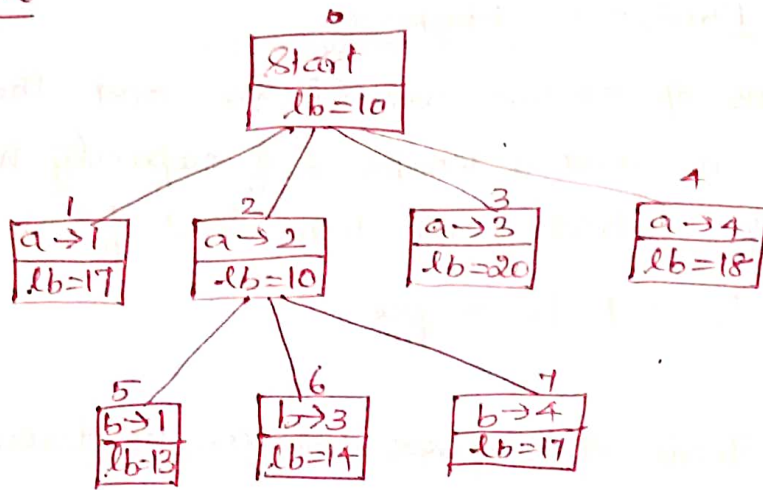 0
Start
lb=10
1
a→1
lb=17
2
a→2
lb=10
3
a→3
lb=20
4
a→4
lb=18
5
b→1
lb=13
6
b→3
lb=14
7
b→4
lb=17